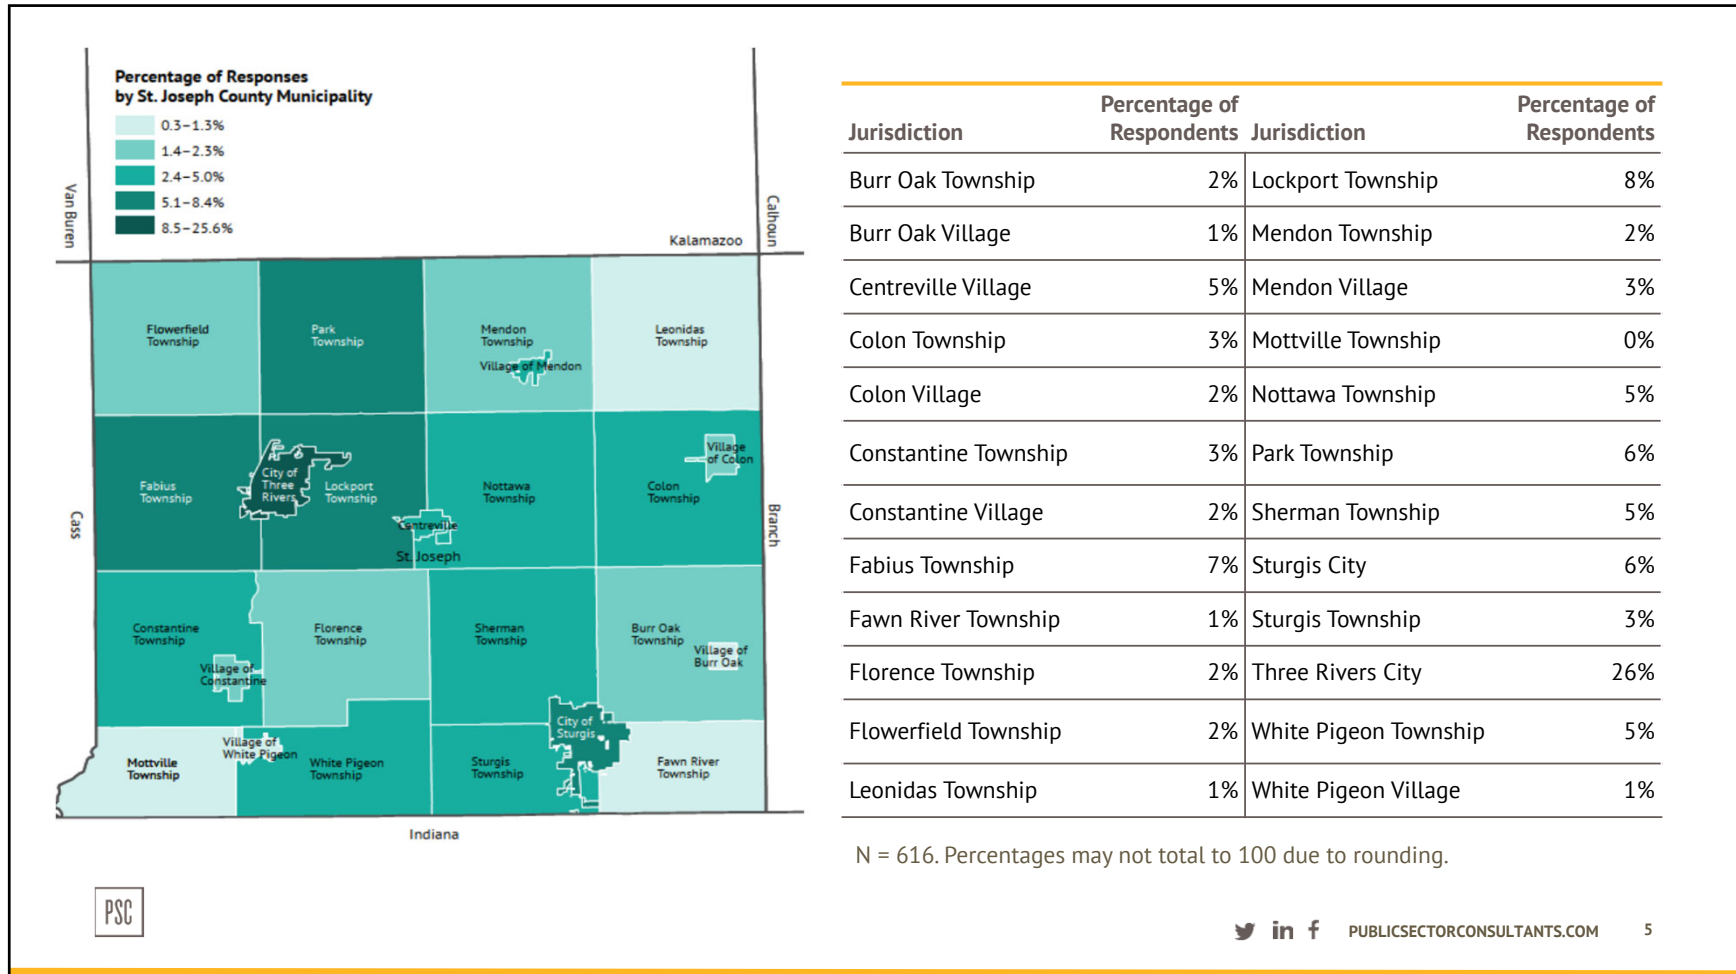 Percentage of Responses
by St. Joseph County Municipality
0.3–1.3%
1.4–2.3%
2.4–5.0%
5.1–8.4%
8.5–25.6%
Van Buren
Calhoun
Kalamazoo
Flowerfield
Township
Park
Township
Mendon
Township
Village of Mendon
Leonidas
Township
Fabius
Township
City of
Three
Rivers
Lockport
Township
Nottawa
Township
Colon
Township
Village
of Colon
Centreville
St. Joseph
Cass
Branch
Constantine
Township
Village of
Constantine
Florence
Township
Sherman
Township
Burr Oak
Township
Village of
Burr Oak
Mottville
Township
Village of
White Pigeon
White Pigeon
Township
Sturgis
Township
City of
Sturgis
Fawn River
Township
Indiana
Jurisdiction Percentage of Respondents Jurisdiction Percentage of Respondents
Burr Oak Township 2% Lockport Township 8%
Burr Oak Village 1% Mendon Township 2%
Centreville Village 5% Mendon Village 3%
Colon Township 3% Mottville Township 0%
Colon Village 2% Nottawa Township 5%
Constantine Township 3% Park Township 6%
Constantine Village 2% Sherman Township 5%
Fabius Township 7% Sturgis City 6%
Fawn River Township 1% Sturgis Township 3%
Florence Township 2% Three Rivers City 26%
Flowerfield Township 2% White Pigeon Township 5%
Leonidas Township 1% White Pigeon Village 1%
N = 616. Percentages may not total to 100 due to rounding.
PSC
PUBLICSECTORCONSULTANTS.COM 5